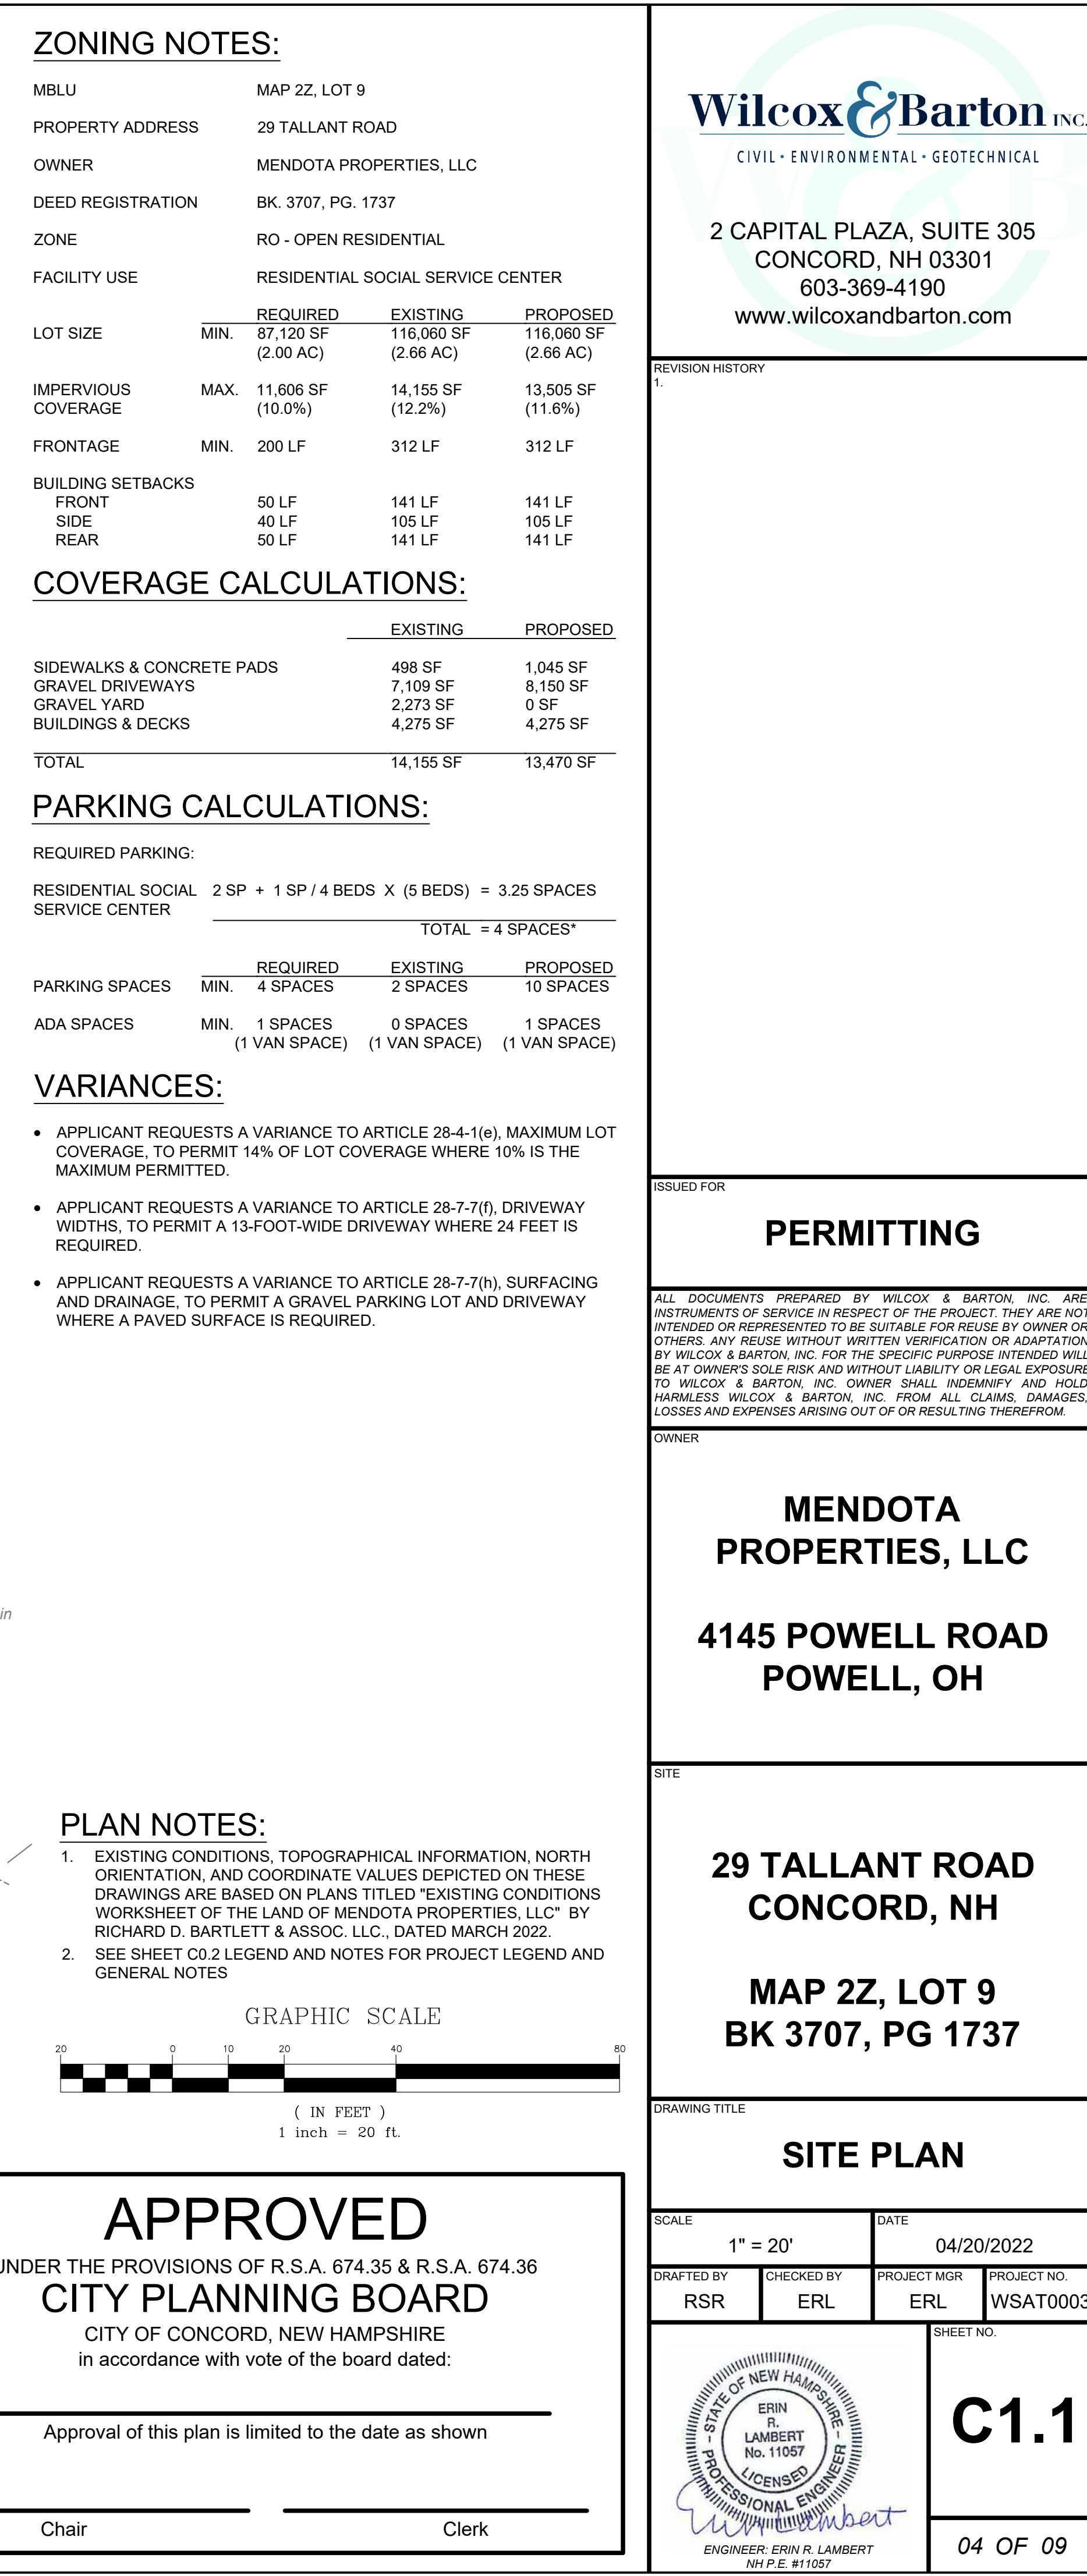 ZONING NOTES:
MBLU MAP 2Z, LOT 9
PROPERTY ADDRESS 29 TALLANT ROAD
OWNER MENDOTA PROPERTIES, LLC
DEED REGISTRATION BK. 3707, PG. 1737
ZONE RO - OPEN RESIDENTIAL
FACILITY USE RESIDENTIAL SOCIAL SERVICE CENTER
REQUIRED EXISTING PROPOSED
LOT SIZE MIN. 87,120 SF 116,060 SF 116,060 SF
(2.00 AC) (2.66 AC) (2.66 AC)
IMPERVIOUS MAX. 11,606 SF 14,155 SF 13,505 SF
COVERAGE (10.0%) (12.2%) (11.6%)
FRONTAGE MIN. 200 LF 312 LF 312 LF
BUILDING SETBACKS
FRONT 50 LF 141 LF 141 LF
SIDE 40 LF 105 LF 105 LF
REAR 50 LF 141 LF 141 LF
COVERAGE CALCULATIONS:
EXISTING PROPOSED
SIDEWALKS & CONCRETE PADS 498 SF 1,045 SF
GRAVEL DRIVEWAYS 7,109 SF 8,150 SF
GRAVEL YARD 2,273 SF 0 SF
BUILDINGS & DECKS 4,275 SF 4,275 SF
TOTAL 14,155 SF 13,470 SF
PARKING CALCULATIONS:
REQUIRED PARKING:
RESIDENTIAL SOCIAL 2 SP + 1 SP / 4 BEDS X (5 BEDS) = 3.25 SPACES
SERVICE CENTER
TOTAL = 4 SPACES*
REQUIRED EXISTING PROPOSED
PARKING SPACES MIN. 4 SPACES 2 SPACES 10 SPACES
ADA SPACES MIN. 1 SPACES 0 SPACES 1 SPACES
(1 VAN SPACE) (1 VAN SPACE) (1 VAN SPACE)
VARIANCES:
• APPLICANT REQUESTS A VARIANCE TO ARTICLE 28-4-1(e), MAXIMUM LOT
COVERAGE, TO PERMIT 14% OF LOT COVERAGE WHERE 10% IS THE
MAXIMUM PERMITTED.
• APPLICANT REQUESTS A VARIANCE TO ARTICLE 28-7-7(f), DRIVEWAY
WIDTHS, TO PERMIT A 13-FOOT-WIDE DRIVEWAY WHERE 24 FEET IS
REQUIRED.
• APPLICANT REQUESTS A VARIANCE TO ARTICLE 28-7-7(h), SURFACING
AND DRAINAGE, TO PERMIT A GRAVEL PARKING LOT AND DRIVEWAY
WHERE A PAVED SURFACE IS REQUIRED.
in
PLAN NOTES:
1. EXISTING CONDITIONS, TOPOGRAPHICAL INFORMATION, NORTH
ORIENTATION, AND COORDINATE VALUES DEPICTED ON THESE
DRAWINGS ARE BASED ON PLANS TITLED "EXISTING CONDITIONS
WORKSHEET OF THE LAND OF MENDOTA PROPERTIES, LLC" BY
RICHARD D. BARTLETT & ASSOC. LLC., DATED MARCH 2022.
2. SEE SHEET C0.2 LEGEND AND NOTES FOR PROJECT LEGEND AND
GENERAL NOTES
GRAPHIC SCALE
20 0 10 20 40 80
( IN FEET )
1 inch = 20 ft.
APPROVED
UNDER THE PROVISIONS OF R.S.A. 674.35 & R.S.A. 674.36
CITY PLANNING BOARD
CITY OF CONCORD, NEW HAMPSHIRE
in accordance with vote of the board dated:
Approval of this plan is limited to the date as shown
Chair Clerk
Wilcox & Barton INC.
CIVIL • ENVIRONMENTAL • GEOTECHNICAL
2 CAPITAL PLAZA, SUITE 305
CONCORD, NH 03301
603-369-4190
www.wilcoxandbarton.com
REVISION HISTORY
1.
ISSUED FOR
PERMITTING
ALL DOCUMENTS PREPARED BY WILCOX & BARTON, INC. ARE
INSTRUMENTS OF SERVICE IN RESPECT OF THE PROJECT. THEY ARE NOT
INTENDED OR REPRESENTED TO BE SUITABLE FOR REUSE BY OWNER OR
OTHERS. ANY REUSE WITHOUT WRITTEN VERIFICATION OR ADAPTATION
BY WILCOX & BARTON, INC. FOR THE SPECIFIC PURPOSE INTENDED WILL
BE AT OWNER'S SOLE RISK AND WITHOUT LIABILITY OR LEGAL EXPOSURE
TO WILCOX & BARTON, INC. OWNER SHALL INDEMNIFY AND HOLD
HARMLESS WILCOX & BARTON, INC. FROM ALL CLAIMS, DAMAGES,
LOSSES AND EXPENSES ARISING OUT OF OR RESULTING THEREFROM.
OWNER
MENDOTA
PROPERTIES, LLC
4145 POWELL ROAD
POWELL, OH
SITE
29 TALLANT ROAD
CONCORD, NH
MAP 2Z, LOT 9
BK 3707, PG 1737
DRAWING TITLE
SITE PLAN
SCALE DATE
1" = 20' 04/20/2022
DRAFTED BY CHECKED BY PROJECT MGR PROJECT NO.
RSR ERL ERL WSAT0003
SHEET NO.
C1.1
04 OF 09
STATE OF NEW HAMPSHIRE
ERIN
R.
LAMBERT
No. 11057
LICENSED
PROFESSIONAL ENGINEER
Erin Lambert
ENGINEER: ERIN R. LAMBERT
NH P.E. #11057